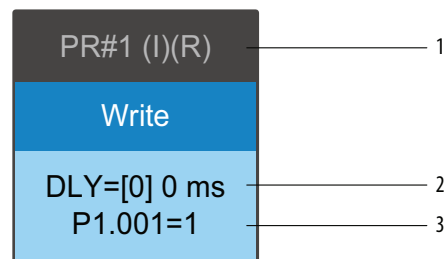 PR#1 (I)(R) 1
Write
DLY=[0] 0 ms 2
P1.001=1 3